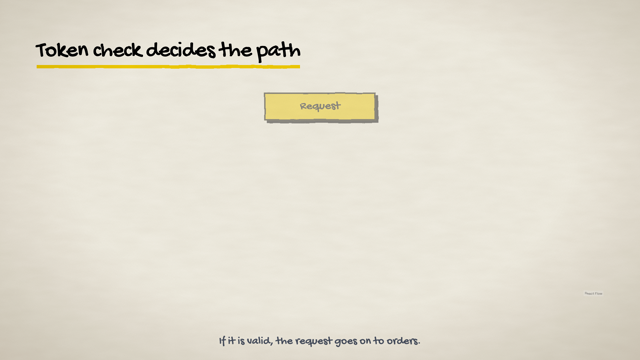 Token check decides the path
Request
If it is valid, the request goes on to orders.